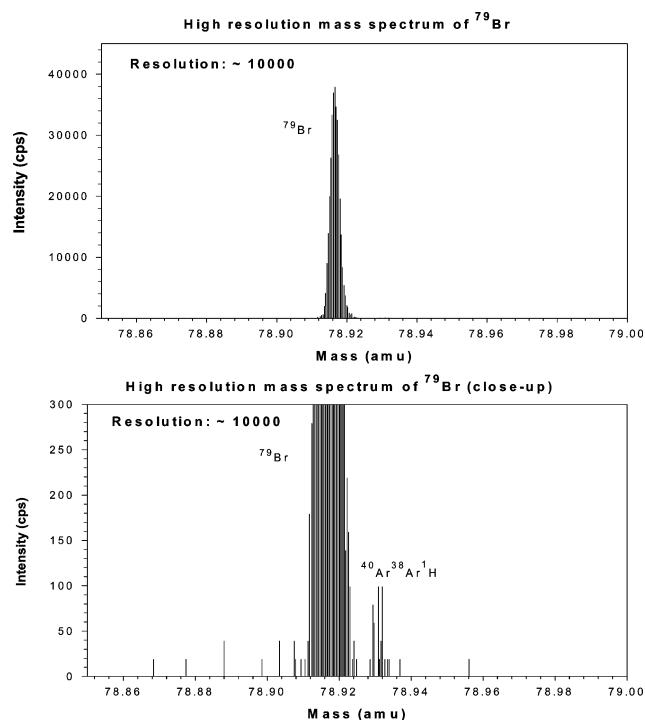 High resolution mass spectrum of ⁷⁹Br
Resolution: ~ 10000
40000
⁷⁹Br
30000
Intensity (cps)
20000
10000
0
78.86 78.88 78.90 78.92 78.94 78.96 78.98 79.00
Mass (amu)
High resolution mass spectrum of ⁷⁹Br (close-up)
300
Resolution: ~ 10000
250
⁷⁹Br
200
Intensity (cps)
150
⁴⁰Ar³⁸Ar¹H
100
50
0
78.86 78.88 78.90 78.92 78.94 78.96 78.98 79.00
Mass (amu)